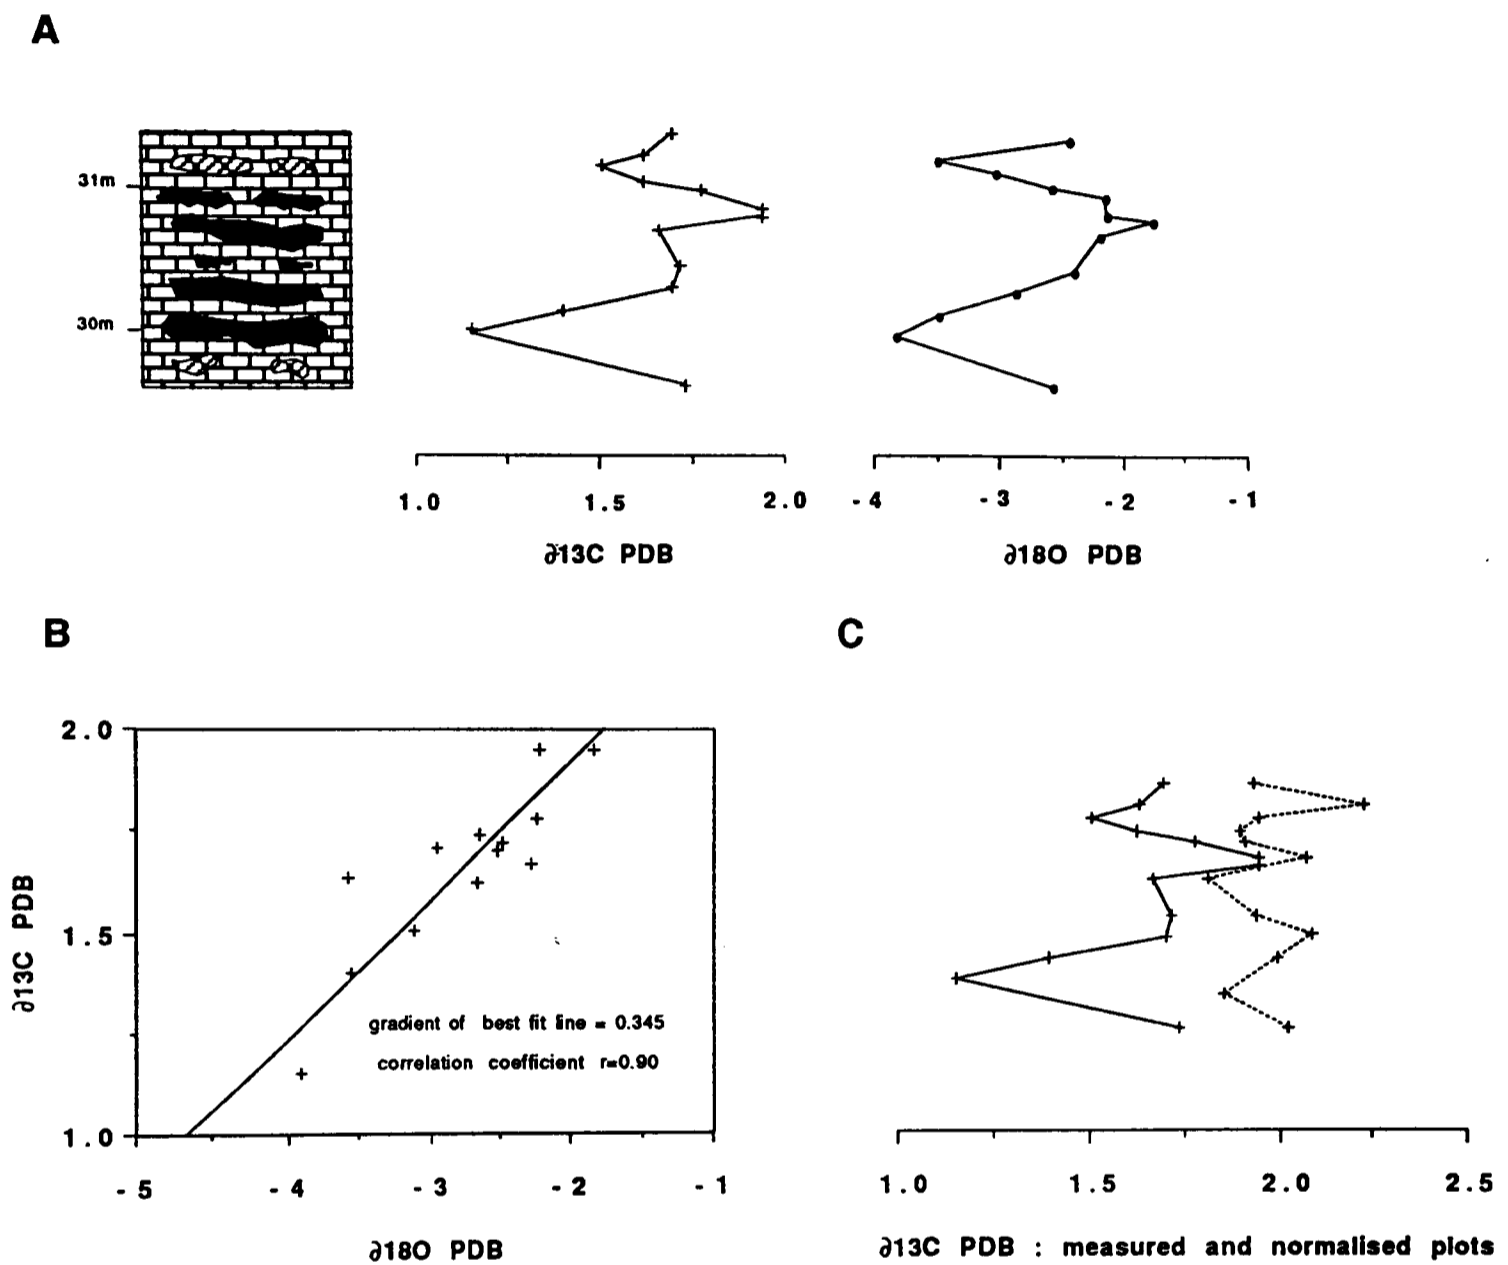 A
31m
30m
1.0 1.5 2.0
-4 -3 -2 -1
∂13C PDB
∂18O PDB
B
C
2.0
1.5
1.0
∂13C PDB
gradient of best fit line = 0.345
correlation coefficient r=0.90
-5 -4 -3 -2 -1
∂18O PDB
1.0 1.5 2.0 2.5
∂13C PDB : measured and normalised plots